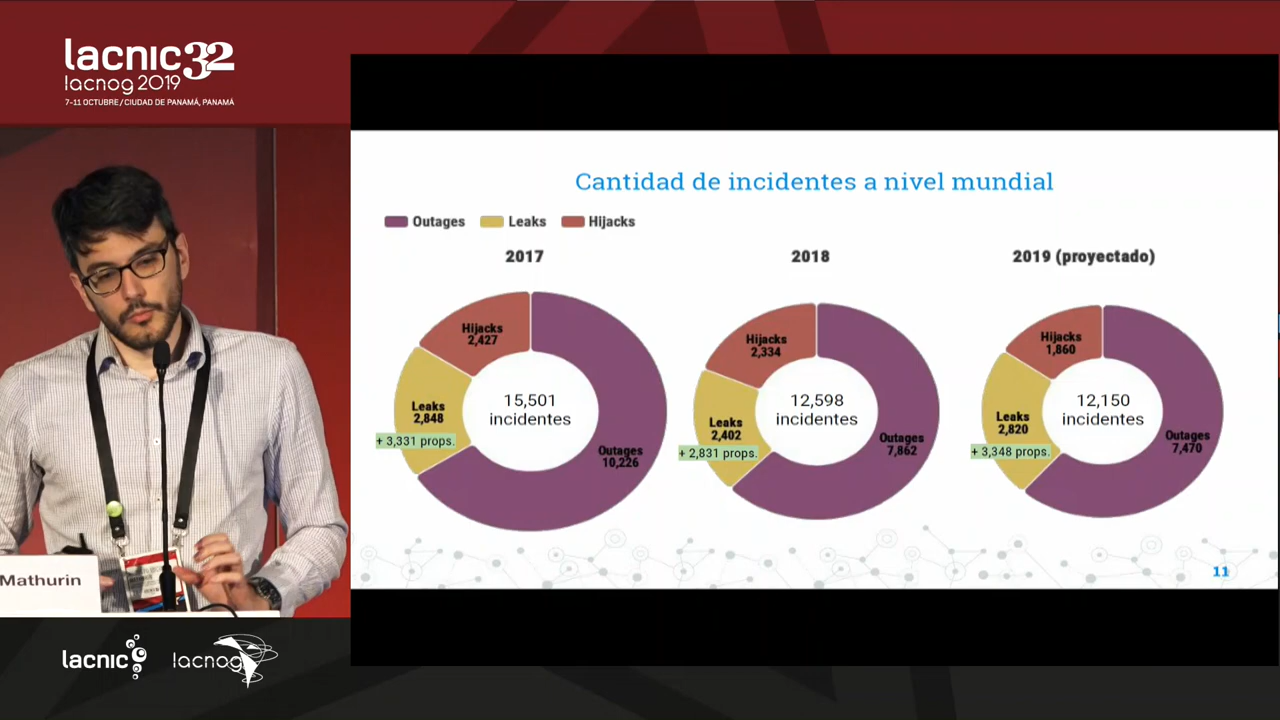 lacnic32
lacnog 2019
7-11 OCTUBRE / CIUDAD DE PANAMÁ, PANAMÁ
Cantidad de incidentes a nivel mundial
Outages Leaks Hijacks
2017
2018
2019 (proyectado)
Hijacks
2,427
Leaks
2,848
+ 3,331 props.
15,501
incidentes
Outages
10,226
Hijacks
2,334
Leaks
2,402
+ 2,831 props.
12,598
incidentes
Outages
7,862
Hijacks
1,860
Leaks
2,820
+ 3,348 props.
12,150
incidentes
Outages
7,470
11
Mathurin
lacnic
lacnog